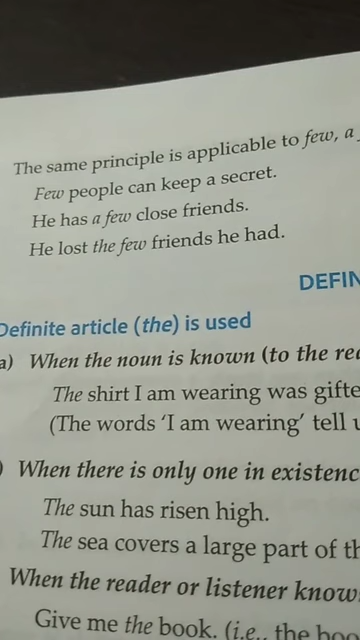 The same principle is applicable to few, a
Few people can keep a secret.
He has a few close friends.
He lost the few friends he had.
DEFIN
Definite article (the) is used
a) When the noun is known (to the rea
The shirt I am wearing was gifte
(The words ‘I am wearing’ tell u
) When there is only one in existenc
The sun has risen high.
The sea covers a large part of th
When the reader or listener know
Give me the book. (i.e., the boo